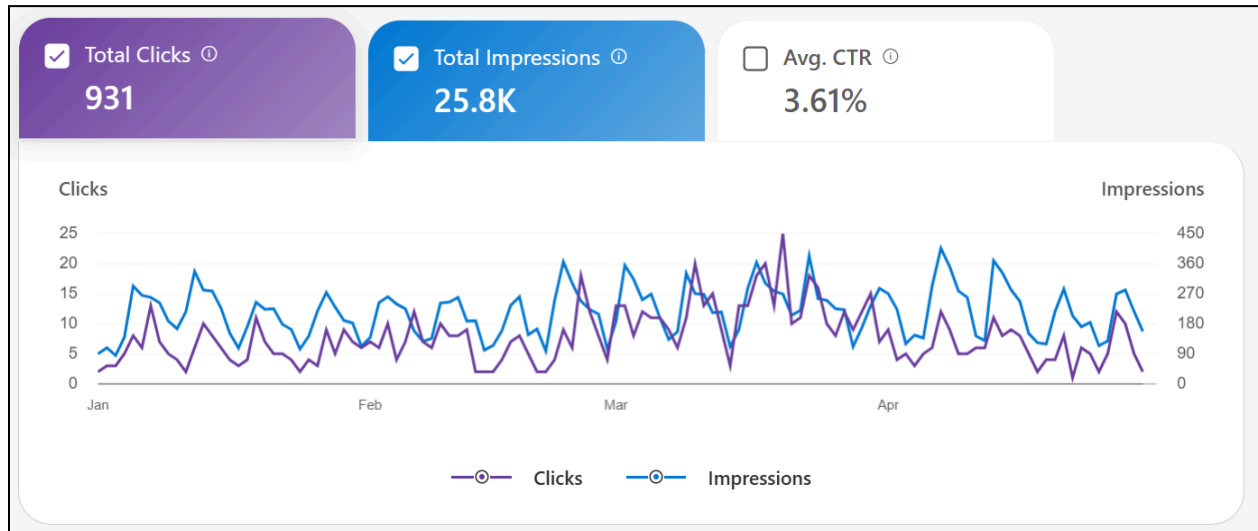 Total Clicks
931
Total Impressions
25.8K
Avg. CTR
3.61%
Clicks
Impressions
25
450
20
360
15
270
10
180
5
90
0
0
Jan
Feb
Mar
Apr
Clicks
Impressions